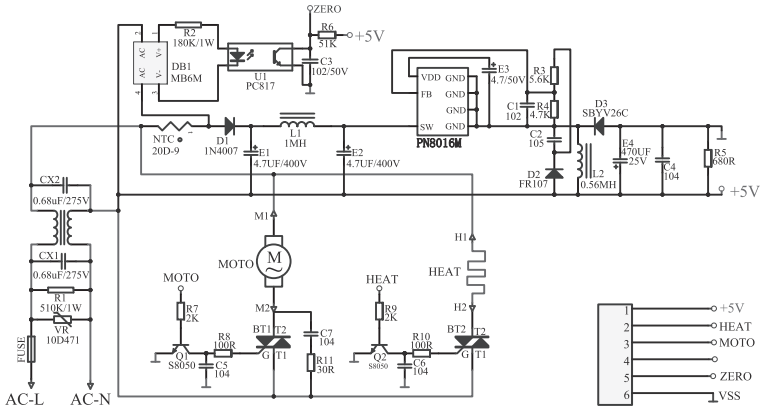 ZERO
R6
51K
+5V
2
1
AC
V+
AC
V-
4
3
DB1
MB6M
R2
180K/1W
U1
PC817
C3
102/50V
VDD
GND
FB
GND
GND
SW
GND
PN8016M
E3
4.7/50V
R3
5.6K
R4
4.7K
C1
102
C2
105
D3
SBYV26C
D2
FR107
L2
0.56MH
E4
470UF
25V
C4
104
R5
680R
+5V
NTC
20D-9
D1
1N4007
L1
1MH
E1
4.7UF/400V
E2
4.7UF/400V
CX2
0.68uF/275V
CX1
0.68uF/275V
R1
510K/1W
VR
10D471
FUSE
AC-L
AC-N
M1
M
~
MOTO
M2
MOTO
R7
2K
Q1
S8050
R8
100R
C5
104
BT1
T2
G
T1
C7
104
R11
30R
H1
HEAT
H2
HEAT
R9
2K
Q2
S8050
R10
100R
C6
104
BT2
T2
G
T1
1
+5V
2
HEAT
3
MOTO
4
5
ZERO
6
VSS